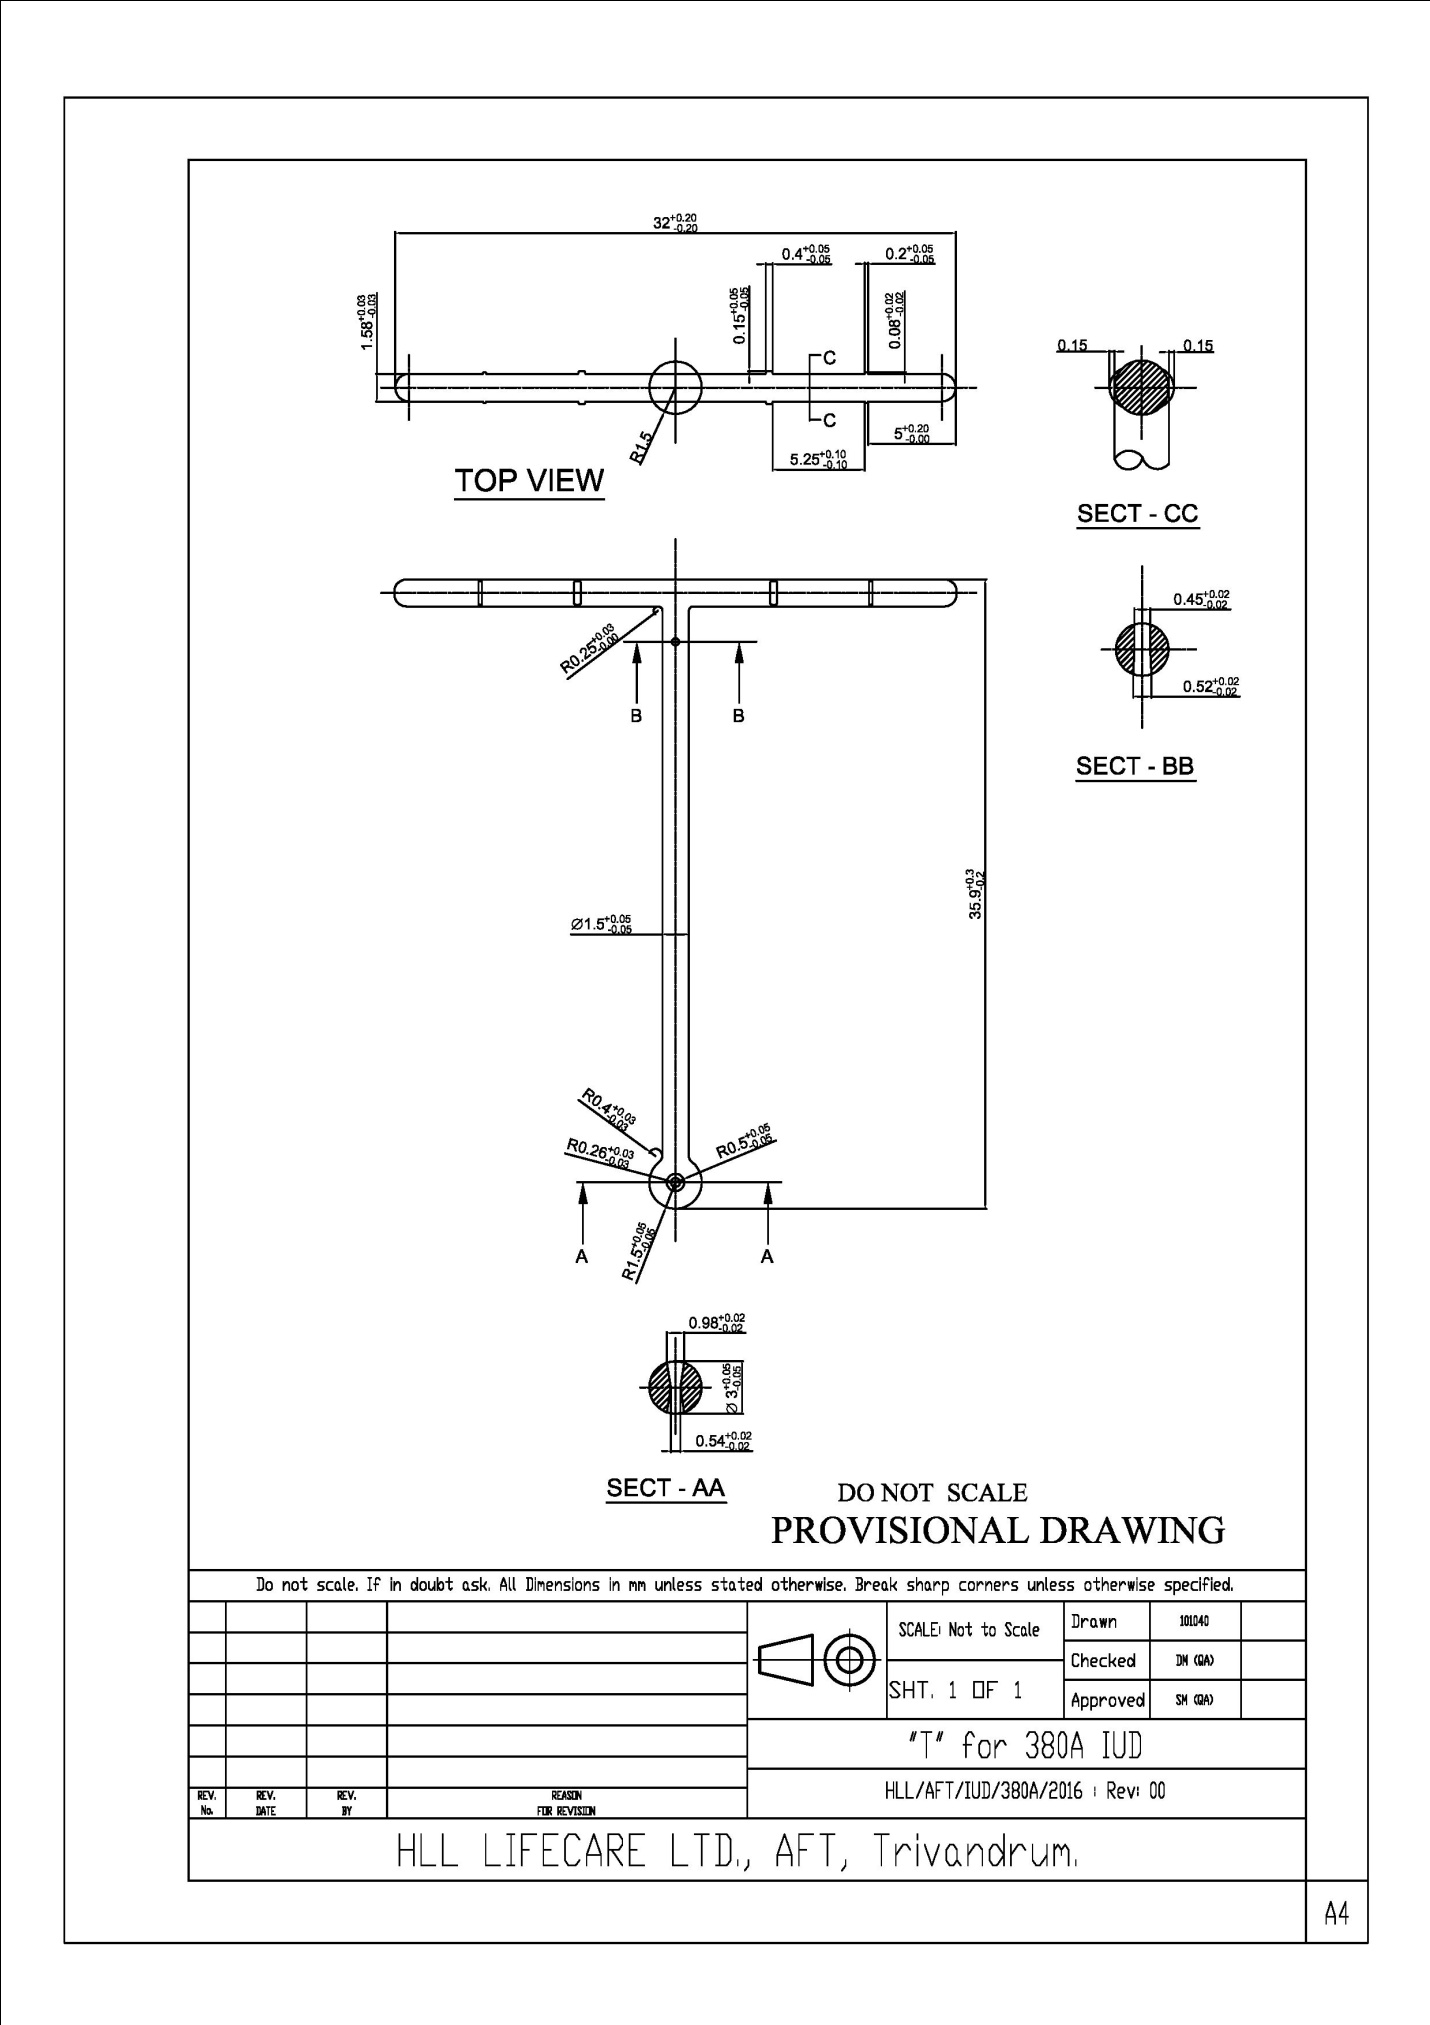 32+0.20 -0.20
0.4+0.05 -0.05
0.2+0.05 -0.05
1.58+0.03 -0.03
0.15+0.05 -0.05
0.08+0.02 -0.02
C
C
R1.5
5+0.20 -0.00
5.25+0.10 -0.10
TOP VIEW
0.15
0.15
SECT - CC
R0.25+0.03 -0.00
B
B
0.45+0.02 -0.02
0.52+0.02 -0.02
SECT - BB
35.9+0.3 -0.2
∅1.5+0.05 -0.05
R0.4+0.03 -0.03
R0.26+0.03 -0.03
R0.5+0.05 -0.05
R1.5+0.05 -0.05
A
A
0.98+0.02 -0.02
∅ 3+0.05 -0.05
0.54+0.02 -0.02
SECT - AA
DO NOT SCALE
PROVISIONAL DRAWING
Do not scale. If in doubt ask. All Dimensions in mm unless stated otherwise. Break sharp corners unless otherwise specified.
SCALE: Not to Scale
SHT. 1 OF 1
Drawn 101040
Checked DM (QA)
Approved SM (QA)
"T" for 380A IUD
HLL/AFT/IUD/380A/2016 : Rev: 00
REV. No.
REV. DATE
REV. BY
REASON FOR REVISION
HLL LIFECARE LTD., AFT, Trivandrum.
A4